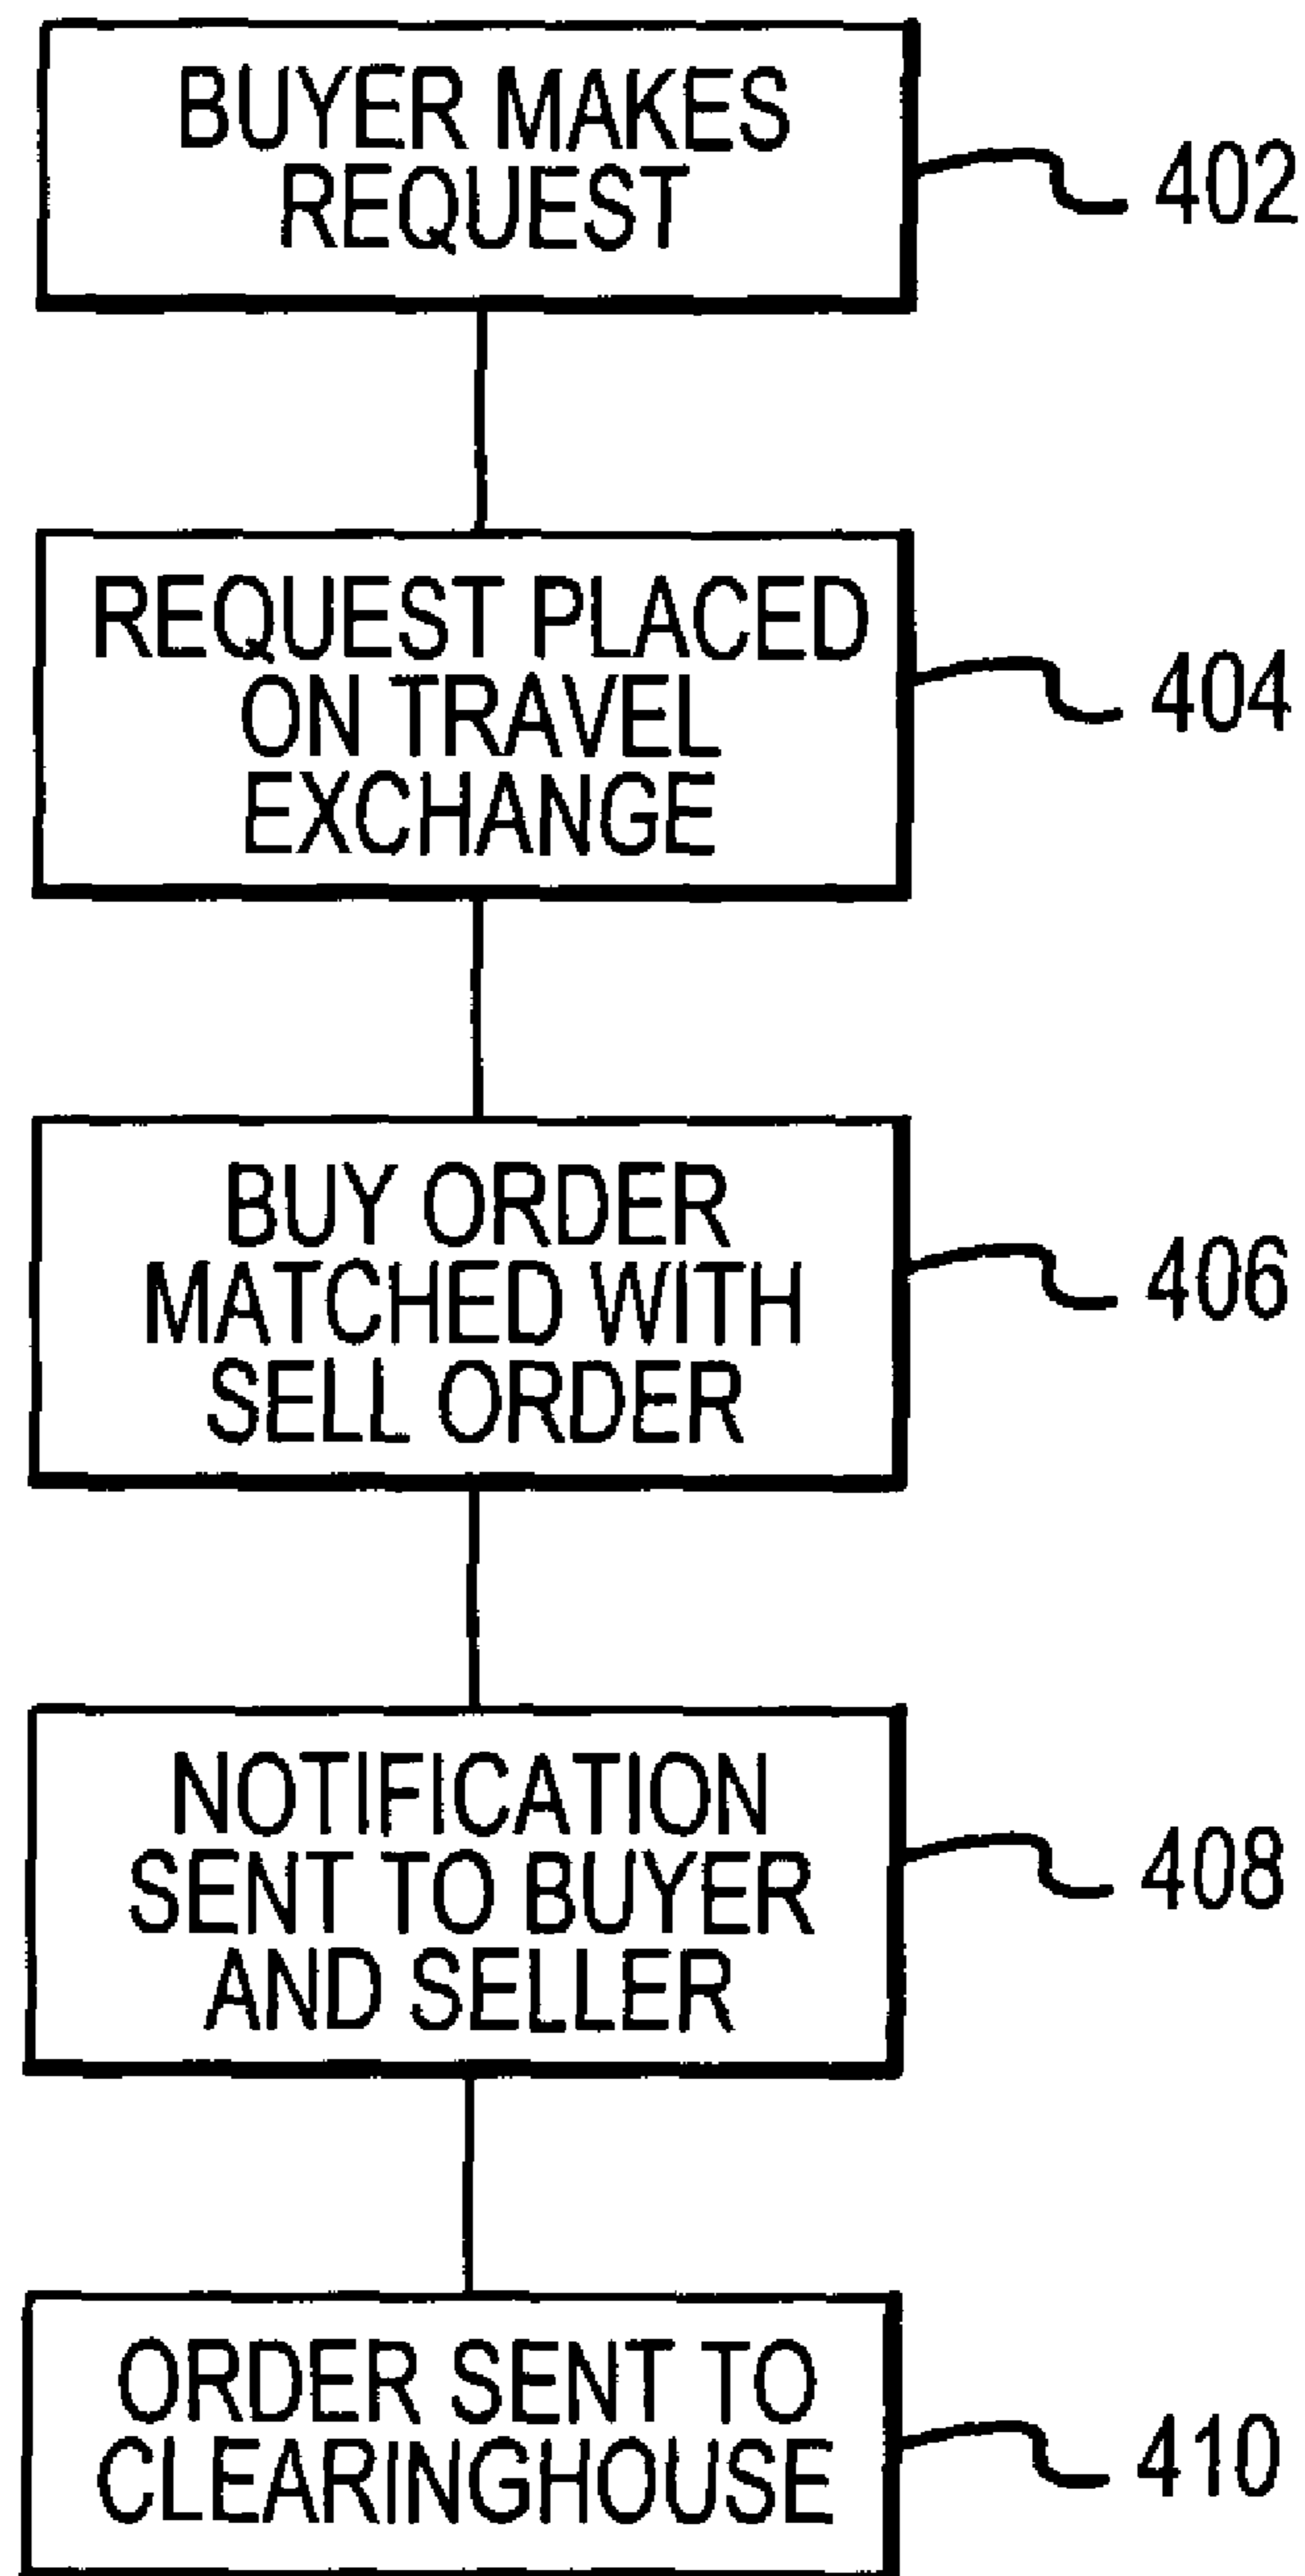 BUYER MAKES
REQUEST
402
REQUEST PLACED
ON TRAVEL
EXCHANGE
404
BUY ORDER
MATCHED WITH
SELL ORDER
406
NOTIFICATION
SENT TO BUYER
AND SELLER
408
ORDER SENT TO
CLEARINGHOUSE
410